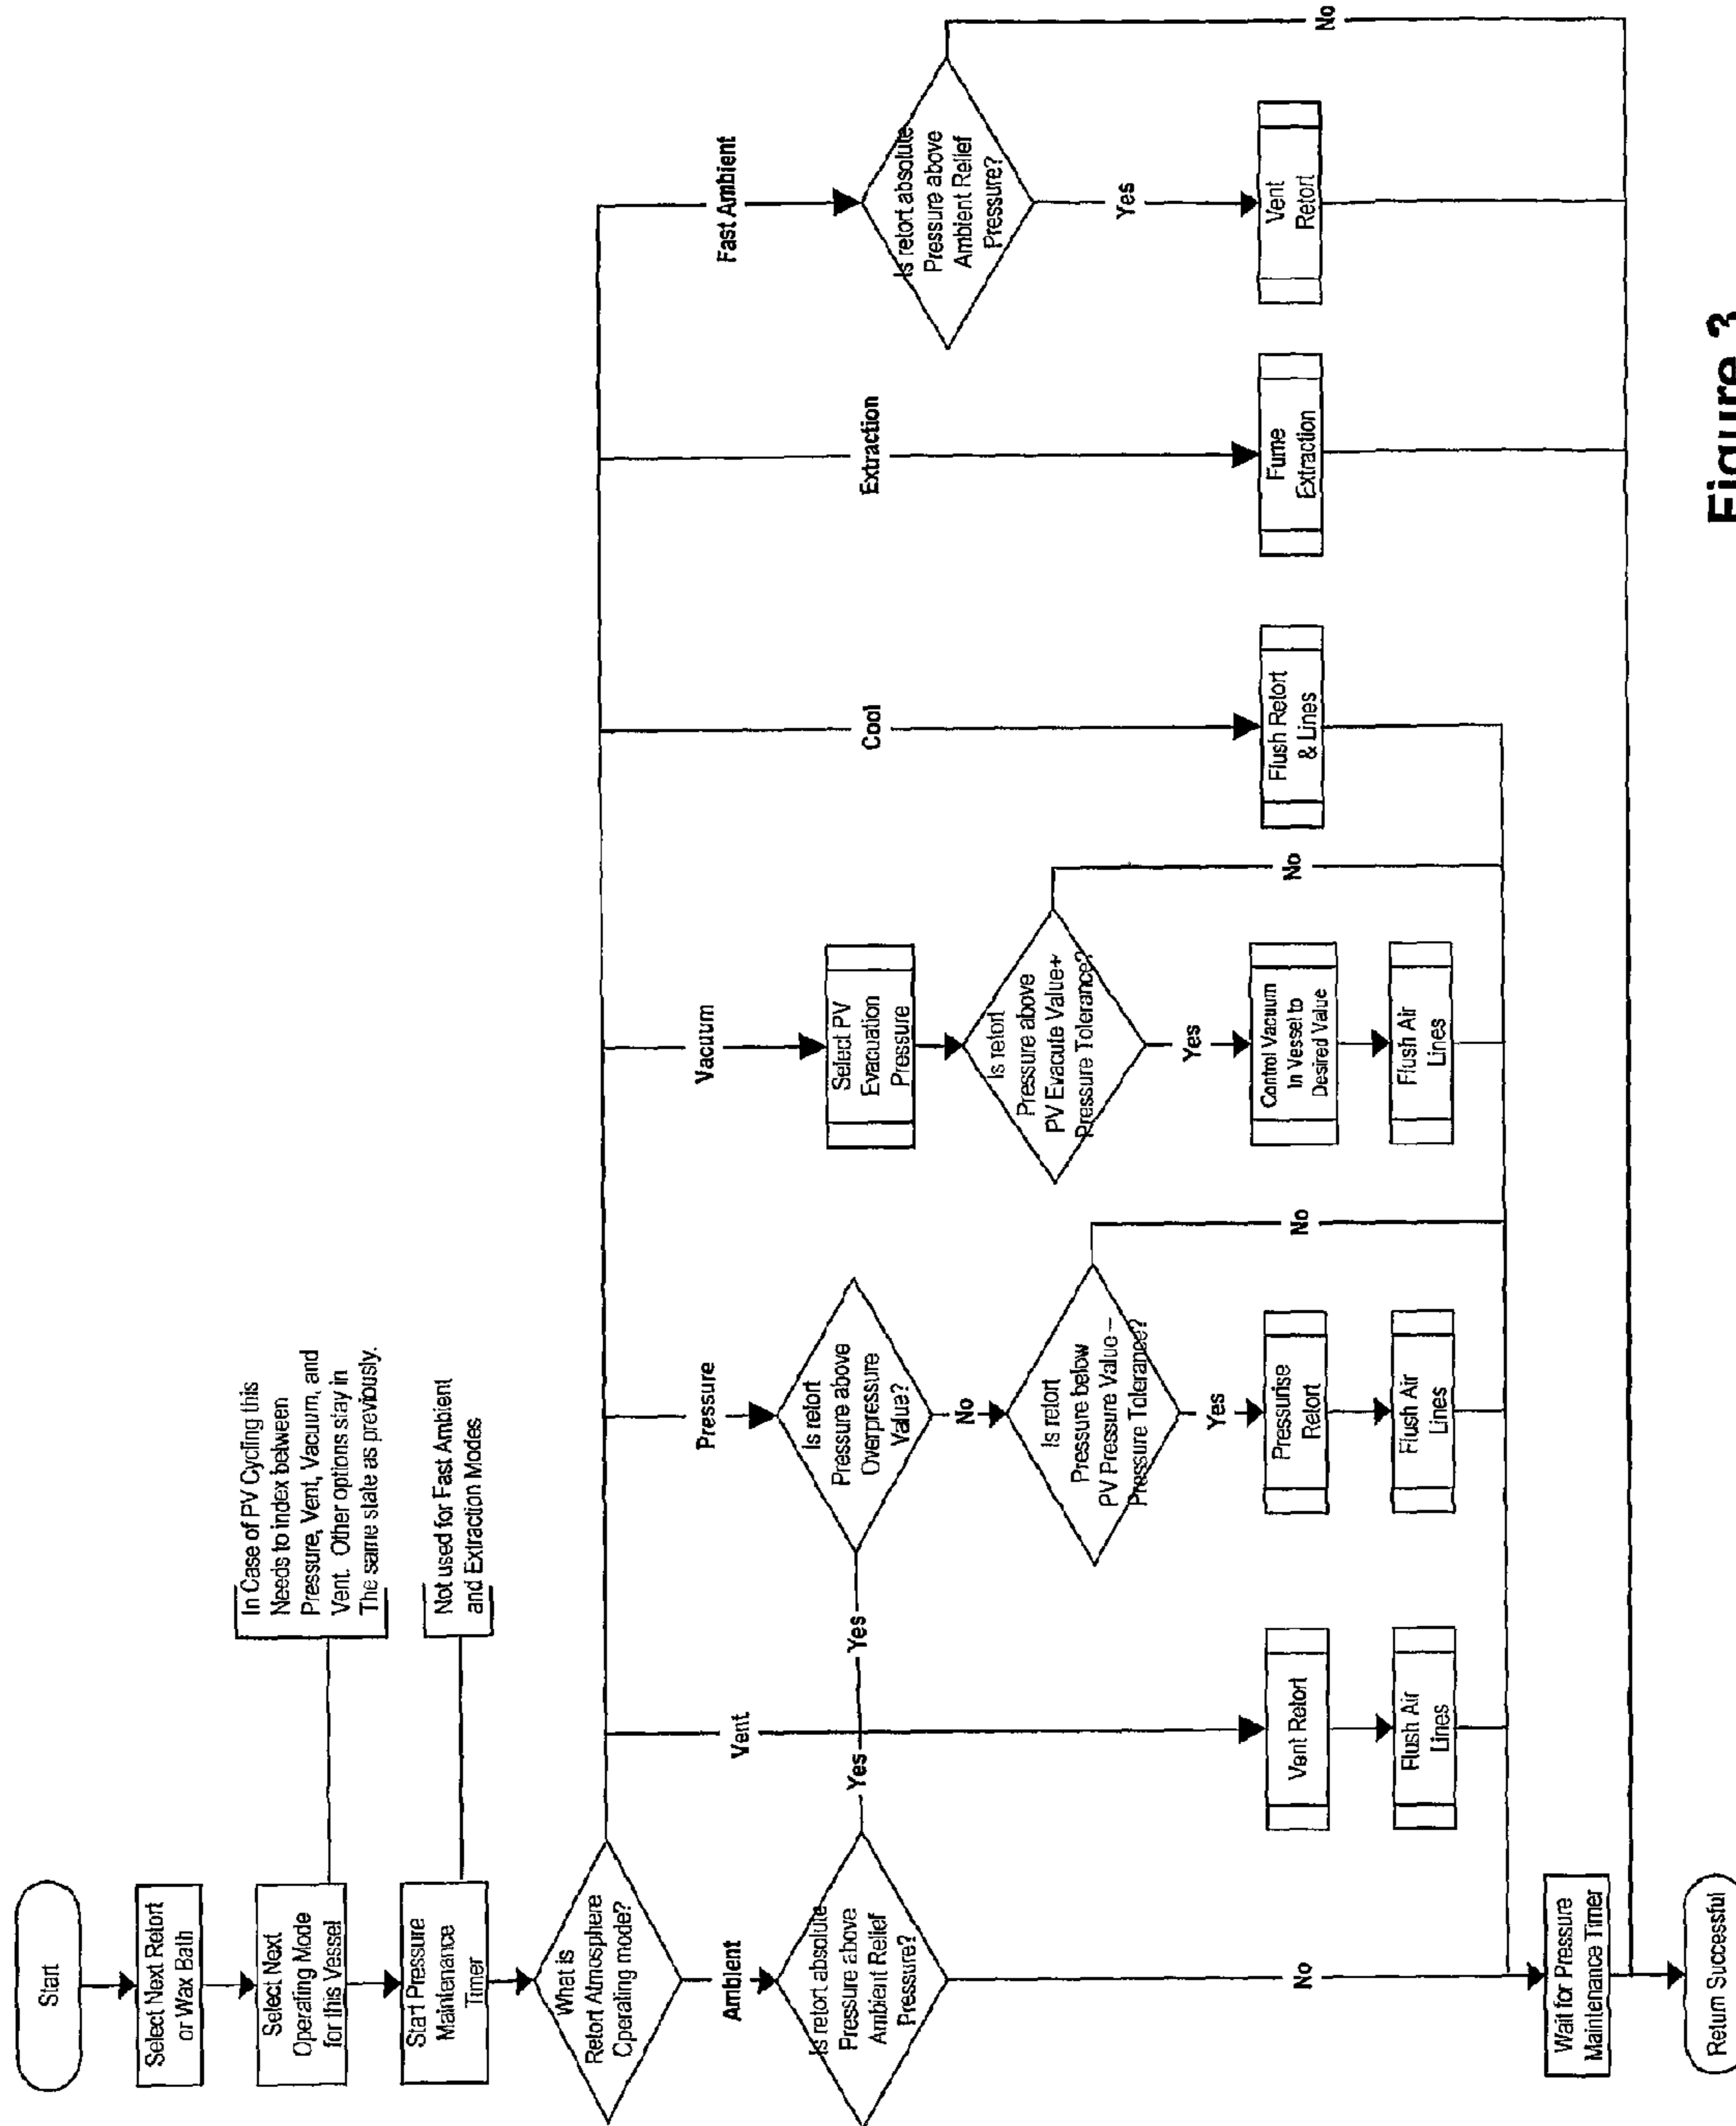 Start
Select Next Retort
or Wax Bath
Select Next
Operating Mode
for this Vessel
In Case of PV Cycling this
Needs to index between
Pressure, Vent, Vacuum, and
Vent. Other options stay in
The same state as previously.
Start Pressure
Maintenance
Timer
Not used for Fast Ambient
and Extraction Modes
What is
Retort Atmosphere
Operating mode?
Ambient
Vent
Pressure
Vacuum
Cool
Extraction
Fast Ambient
Is retort absolute
Pressure above
Ambient Relief
Pressure?
Yes
Yes
Is retort
Pressure above
Overpressure
Value?
No
Is retort
Pressure below
PV Pressure Value –
Pressure Tolerance?
Yes
No
Select PV
Evacuation
Pressure
Is retort
Pressure above
PV Evacute Value+
Pressure Tolerance?
Yes
No
Is retort absolute
Pressure above
Ambient Relief
Pressure?
Yes
No
No
Vent Retort
Pressurise
Retort
Control Vacuum
In Vessel to
Desired Value
Flush Retort
& Lines
Fume
Extraction
Vent
Retort
Flush Air
Lines
Flush Air
Lines
Flush Air
Lines
Wait for Pressure
Maintenance Timer
Return Successful
Figure 3